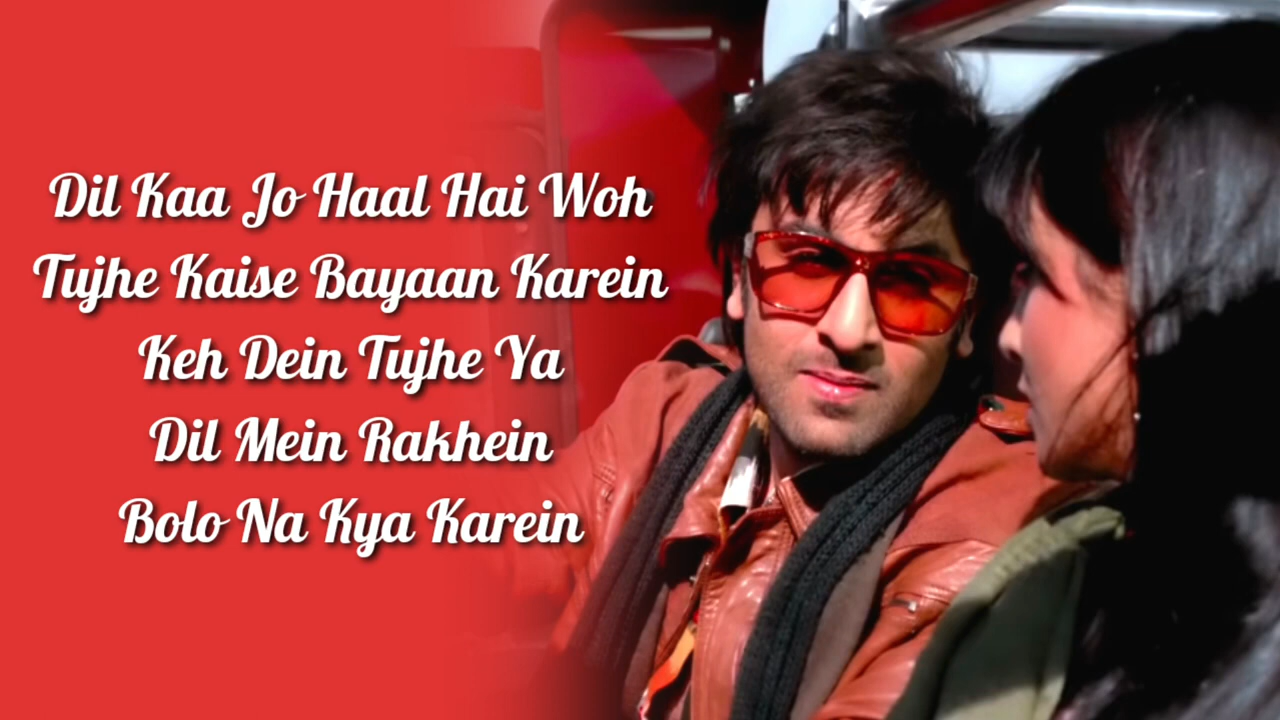 Dil Kaa Jo Haal Hai Woh
Tujhe Kaise Bayaan Karein
Keh Dein Tujhe Ya
Dil Mein Rakhein
Bolo Na Kya Karein